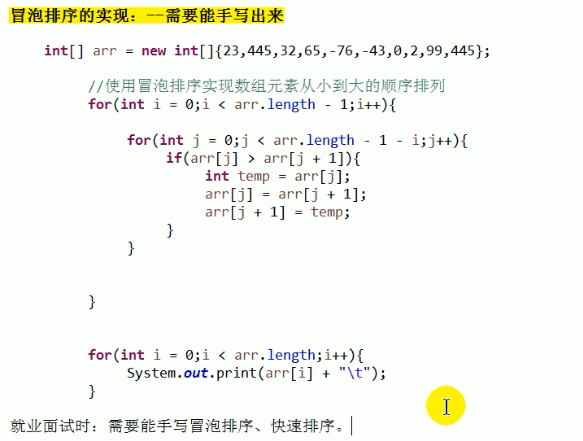 冒泡排序的实现：--需要能手写出来
int[] arr = new int[]{23,445,32,65,-76,-43,0,2,99,445};
//使用冒泡排序实现数组元素从小到大的顺序排列
for(int i = 0;i < arr.length - 1;i++){
for(int j = 0;j < arr.length - 1 - i;j++){
if(arr[j] > arr[j + 1]){
int temp = arr[j];
arr[j] = arr[j + 1];
arr[j + 1] = temp;
}
}
}
for(int i = 0;i < arr.length;i++){
System.out.print(arr[i] + "\t");
}
就业面试时：需要能手写冒泡排序、快速排序。